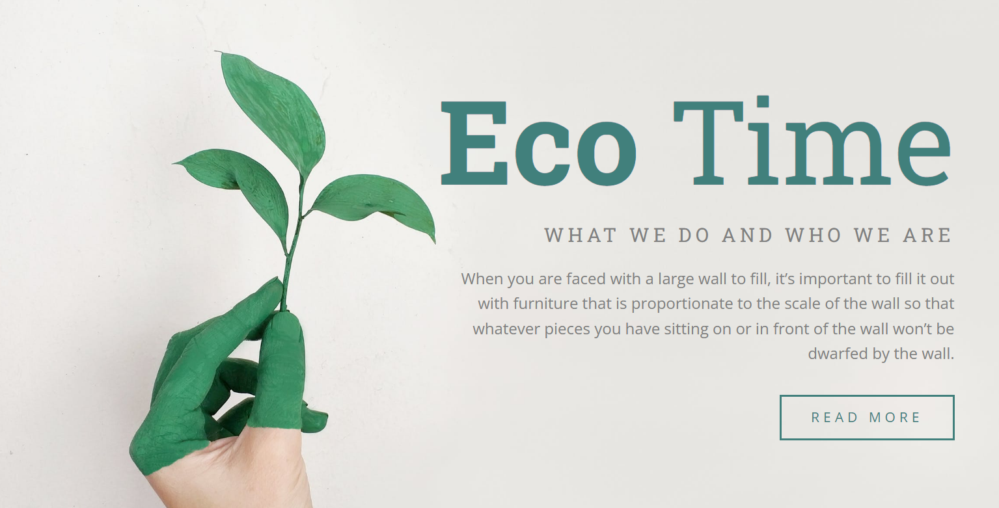 Eco Time
WHAT WE DO AND WHO WE ARE
When you are faced with a large wall to fill, it’s important to fill it out
with furniture that is proportionate to the scale of the wall so that
whatever pieces you have sitting on or in front of the wall won’t be
dwarfed by the wall.
READ MORE